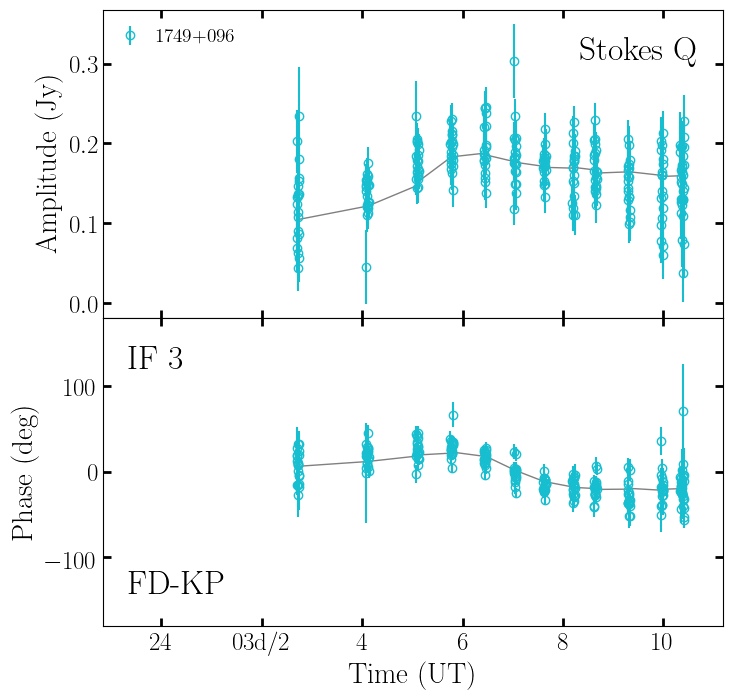 1749+096
Stokes Q
0.3
0.2
0.1
0.0
Amplitude (Jy)
IF 3
100
0
−100
Phase (deg)
FD-KP
24
03d/2
4
6
8
10
Time (UT)